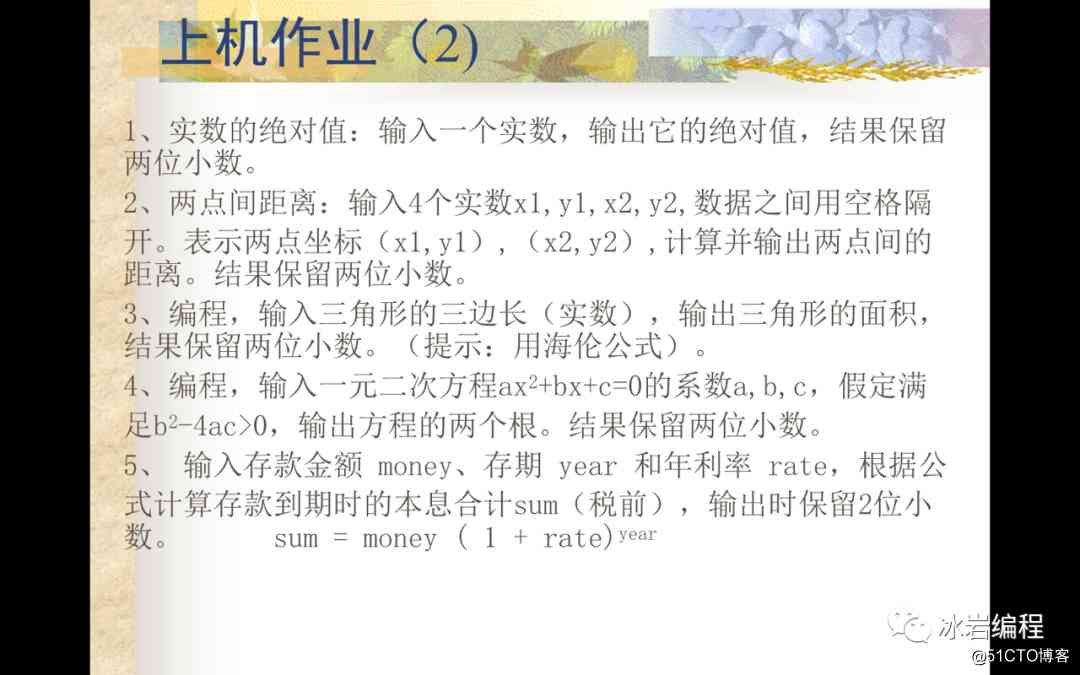 上机作业（2）
1、实数的绝对值：输入一个实数，输出它的绝对值，结果保留
两位小数。
2、两点间距离：输入4个实数x1,y1,x2,y2,数据之间用空格隔
开。表示两点坐标（x1,y1）,（x2,y2）,计算并输出两点间的
距离。结果保留两位小数。
3、编程，输入三角形的三边长（实数），输出三角形的面积，
结果保留两位小数。（提示：用海伦公式）。
4、编程，输入一元二次方程ax²+bx+c=0的系数a,b,c，假定满
足b²-4ac>0，输出方程的两个根。结果保留两位小数。
5、 输入存款金额 money、存期 year 和年利率 rate，根据公
式计算存款到期时的本息合计sum（税前），输出时保留2位小
数。 sum = money ( 1 + rate)^year
冰岩编程
@51CTO博客